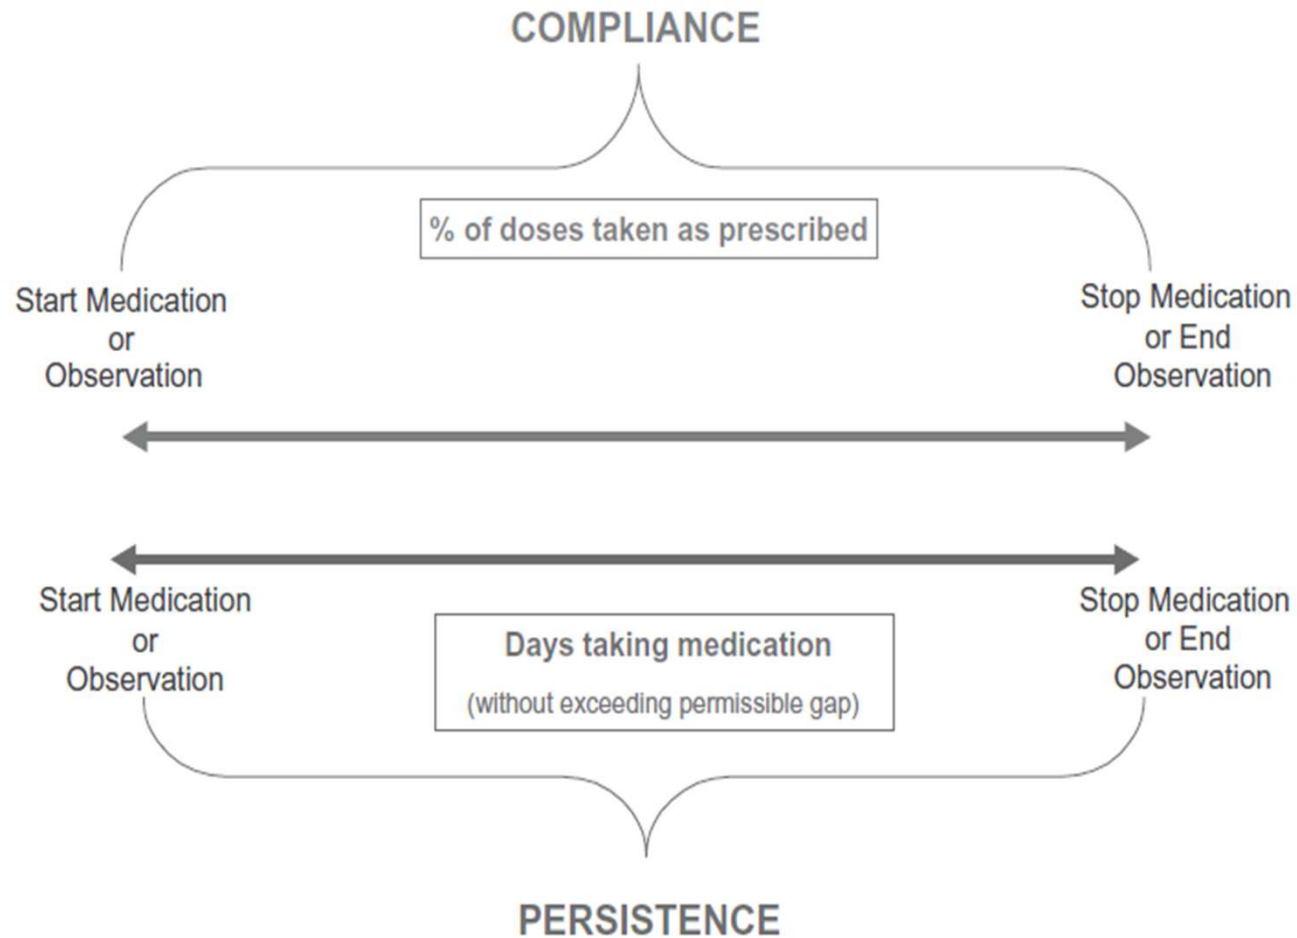 COMPLIANCE
% of doses taken as prescribed
Start Medication
or
Observation
Stop Medication
or End
Observation
Start Medication
or
Observation
Days taking medication
(without exceeding permissible gap)
Stop Medication
or End
Observation
PERSISTENCE